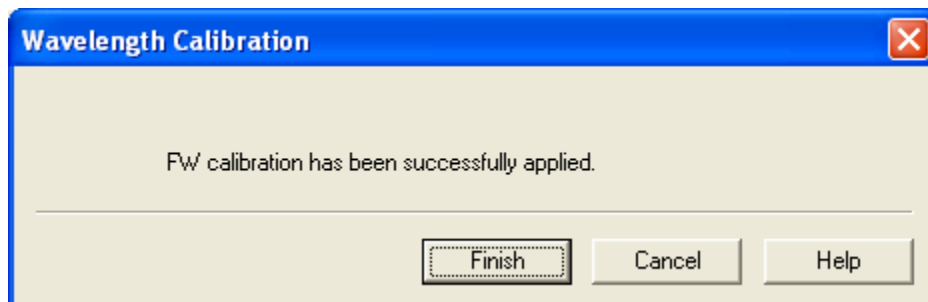 Wavelength Calibration
FW calibration has been successfully applied.
Finish Cancel Help